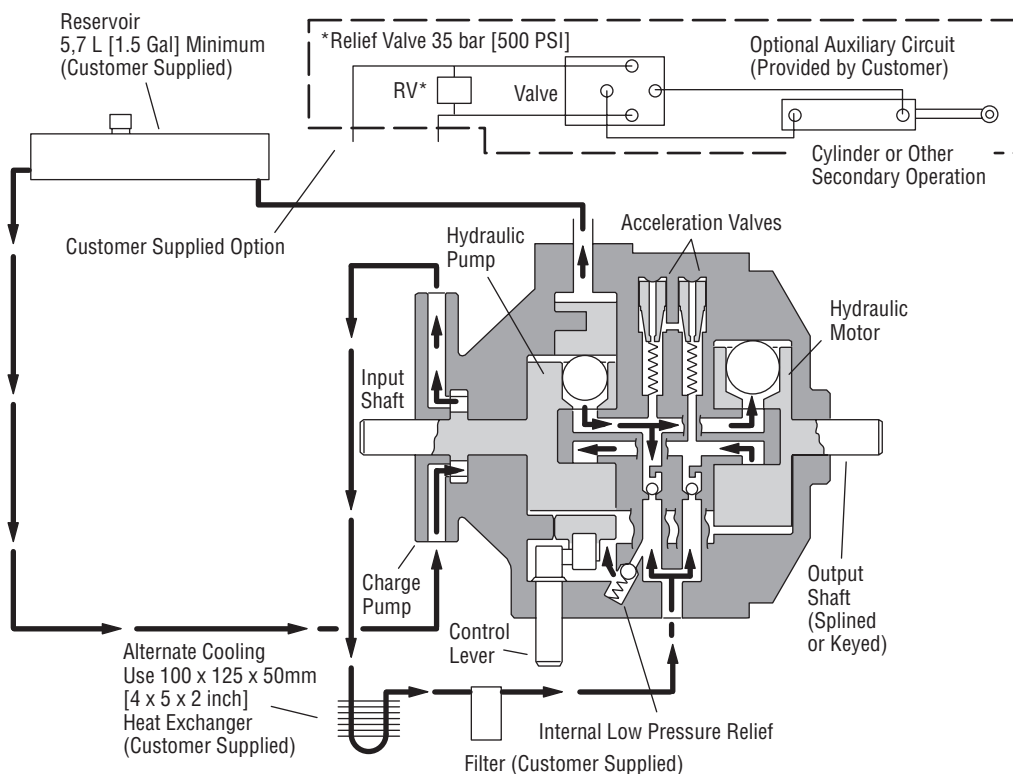 Reservoir
5,7 L [1.5 Gal] Minimum
(Customer Supplied)
*Relief Valve 35 bar [500 PSI]
RV*
Valve
Optional Auxiliary Circuit
(Provided by Customer)
Cylinder or Other
Secondary Operation
Customer Supplied Option
Hydraulic
Pump
Acceleration Valves
Hydraulic
Motor
Input
Shaft
Charge
Pump
Control
Lever
Output
Shaft
(Splined
or Keyed)
Alternate Cooling
Use 100 x 125 x 50mm
[4 x 5 x 2 inch]
Heat Exchanger
(Customer Supplied)
Internal Low Pressure Relief
Filter (Customer Supplied)